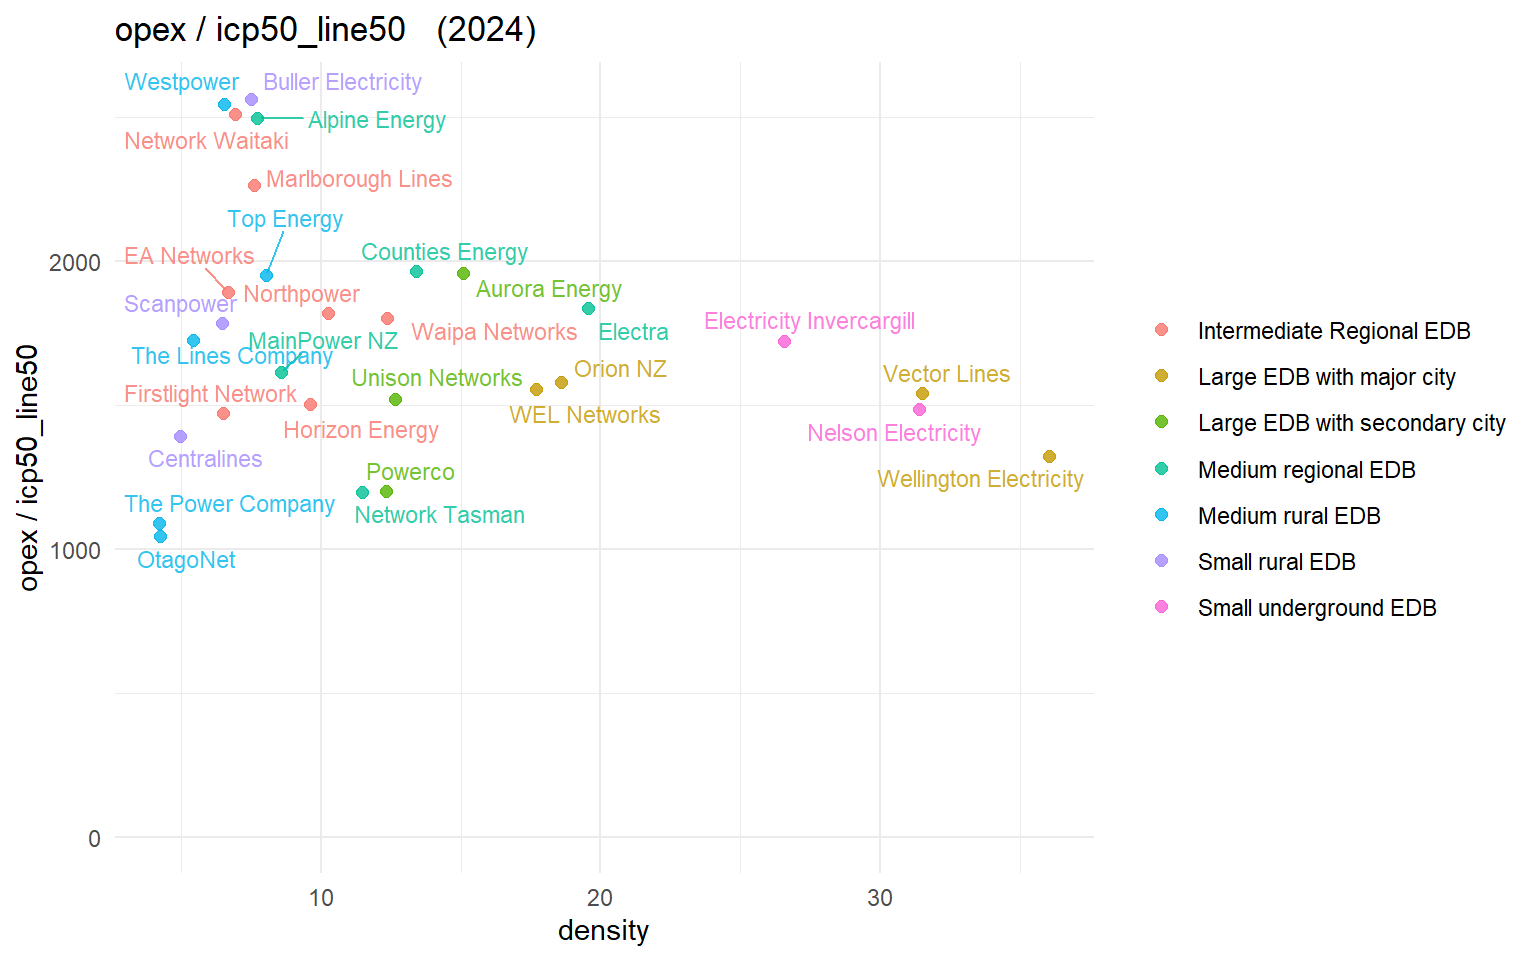 opex / icp50_line50 (2024)
Westpower
Buller Electricity
Alpine Energy
Network Waitaki
Marlborough Lines
Top Energy
EA Networks
Counties Energy
2000
Aurora Energy
Northpower
Scanpower
Electricity Invercargill
Waipa Networks
Electra
MainPower NZ
The Lines Company
Orion NZ
Unison Networks
Vector Lines
Firstlight Network
WEL Networks
Horizon Energy
Nelson Electricity
Centralines
Powerco
Wellington Electricity
The Power Company
Network Tasman
1000
OtagoNet
0
10
20
30
density
opex / icp50_line50
Intermediate Regional EDB
Large EDB with major city
Large EDB with secondary city
Medium regional EDB
Medium rural EDB
Small rural EDB
Small underground EDB